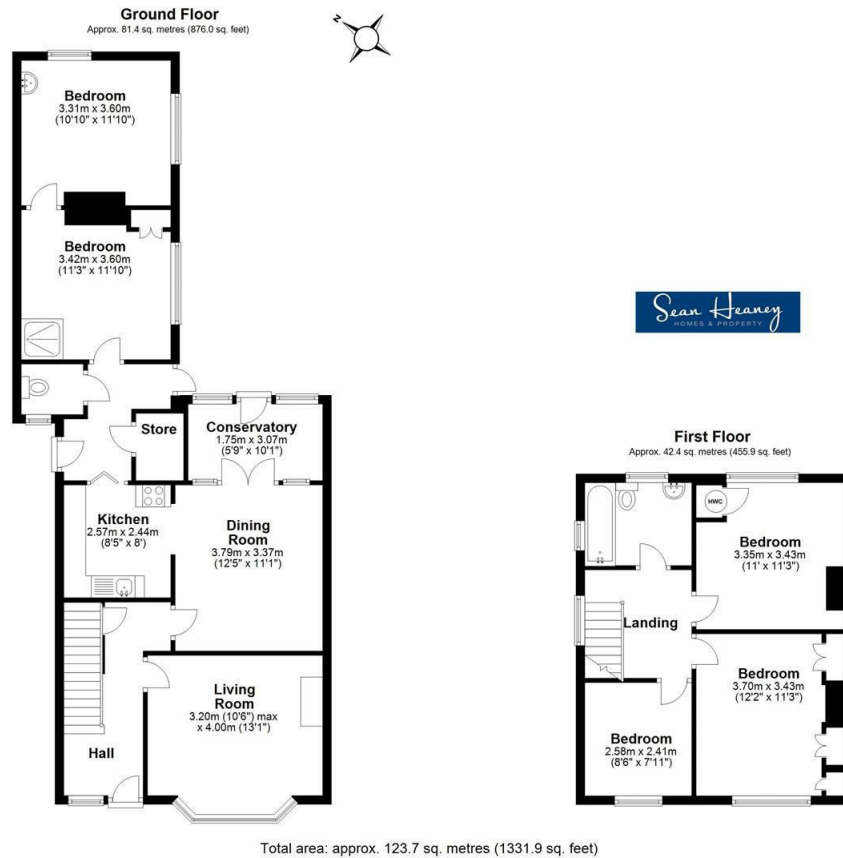 Ground Floor
Approx. 81.4 sq. metres (876.0 sq. feet)
N
Bedroom
3.31m x 3.60m
(10'10" x 11'10")
Bedroom
3.42m x 3.60m
(11'3" x 11'10")
Sean Heaney
HOMES & PROPERTY
Store
Conservatory
1.75m x 3.07m
(5'9" x 10'1")
Kitchen
2.57m x 2.44m
(8'5" x 8')
Dining
Room
3.79m x 3.37m
(12'5" x 11'1")
Living
Room
3.20m (10'6") max
x 4.00m (13'1")
Hall
First Floor
Approx. 42.4 sq. metres (455.9 sq. feet)
HWC
Bedroom
3.35m x 3.43m
(11' x 11'3")
Landing
Bedroom
3.70m x 3.43m
(12'2" x 11'3")
Bedroom
2.58m x 2.41m
(8'6" x 7'11")
Total area: approx. 123.7 sq. metres (1331.9 sq. feet)